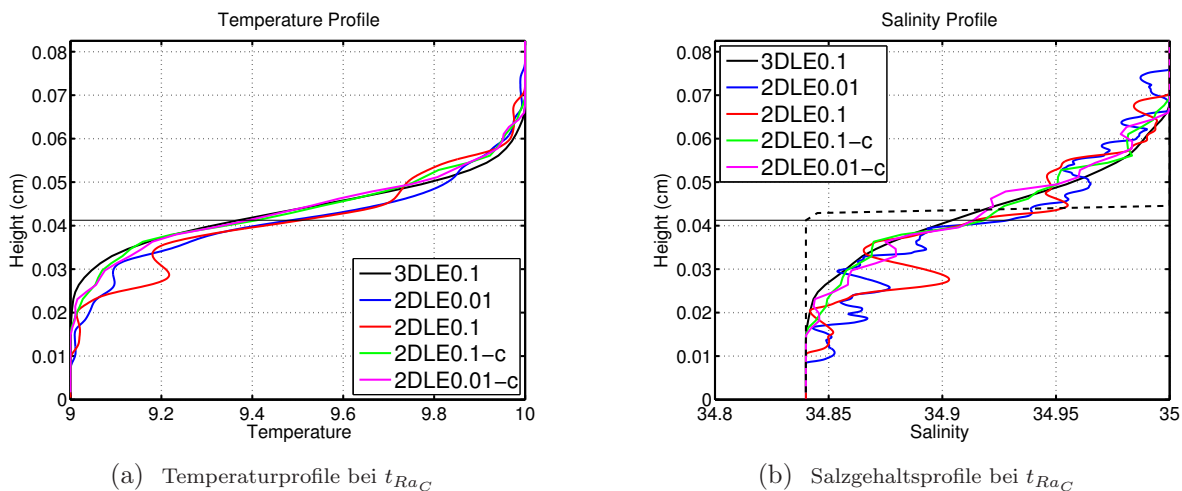 Temperature Profile
0.08
0.07
0.06
0.05
0.04
0.03
0.02
0.01
0
Height (cm)
3DLE0.1
2DLE0.01
2DLE0.1
2DLE0.1−c
2DLE0.01−c
9
9.2
9.4
9.6
9.8
10
Temperature
(a) Temperaturprofile bei t_{Ra_C}
Salinity Profile
0.08
0.07
0.06
0.05
0.04
0.03
0.02
0.01
0
Height (cm)
3DLE0.1
2DLE0.01
2DLE0.1
2DLE0.1−c
2DLE0.01−c
34.8
34.85
34.9
34.95
35
Salinity
(b) Salzgehaltsprofile bei t_{Ra_C}